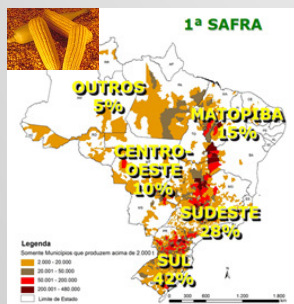 1ª SAFRA
OUTROS
5%
MATOPIBA
15%
CENTRO-
OESTE
10%
SUDESTE
28%
SUL
42%
Legenda
Somente Municípios que produzem acima de 2.000 t
2.000 - 20.000
20.001 - 50.000
50.001 - 200.000
200.001 - 480.000
Limite de Estado